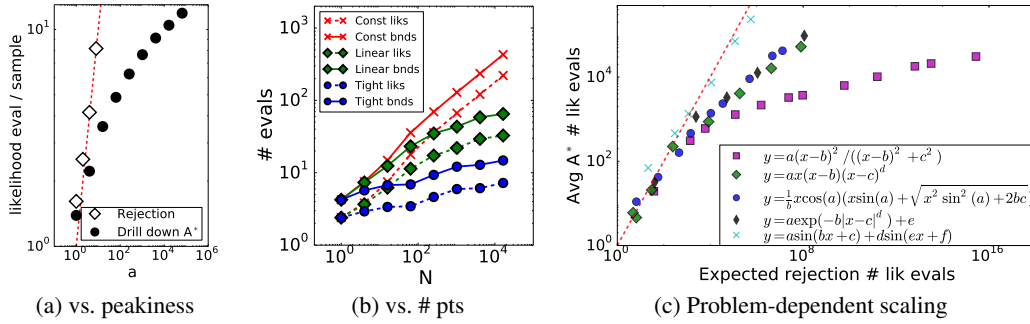 likelihood eval / sample
10^1
10^0
10^0 10^2 10^4 10^6
a
Rejection
Drill down A*
(a) vs. peakiness
# evals
10^3
10^2
10^1
10^0
10^0 10^1 10^2 10^3 10^4
N
Const liks
Const bnds
Linear liks
Linear bnds
Tight liks
Tight bnds
(b) vs. # pts
Avg A* # lik evals
10^4
10^2
10^0
10^0 10^8 10^16
Expected rejection # lik evals
y=a(x−b)^2/((x−b)^2+c^2)
y=ax(x−b)(x−c)^d
y=1/b x cos(a)(x sin(a)+√(x^2 sin^2(a)+2bc)
y=a exp(−b|x−c|^d)+e
y=a sin(bx+c)+d sin(ex+f)
(c) Problem-dependent scaling